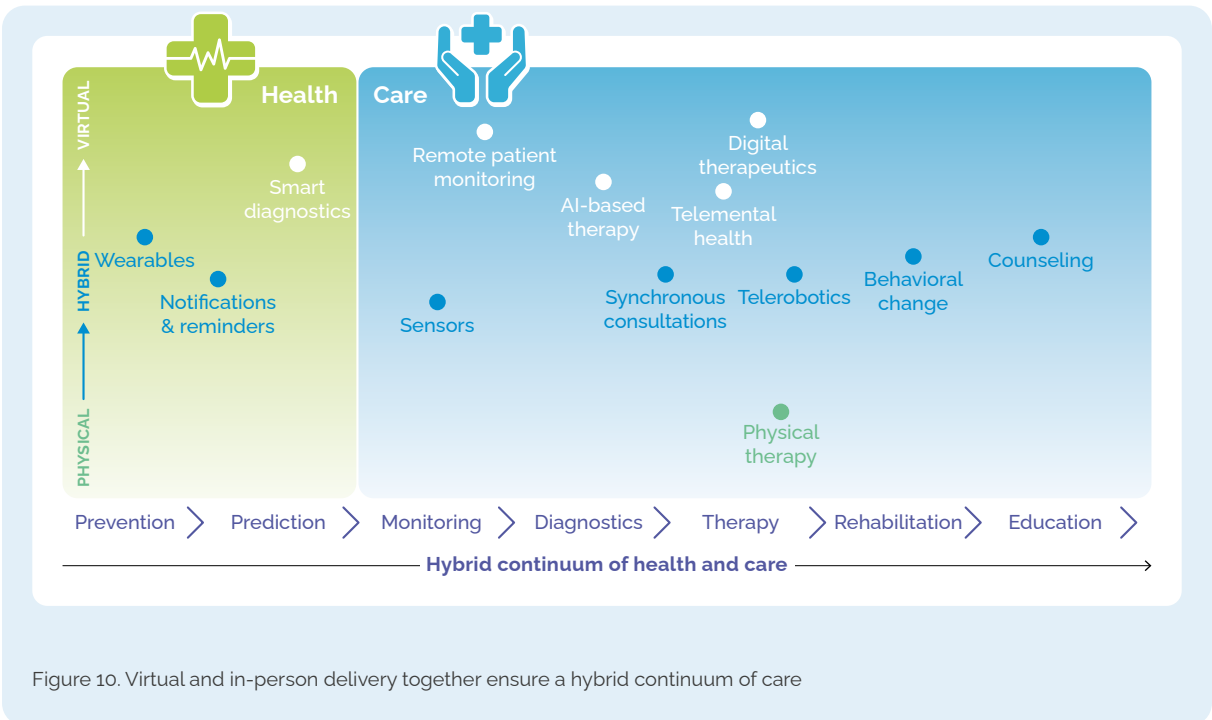 Health
Care
VIRTUAL
HYBRID
PHYSICAL
Smart
diagnostics
Wearables
Notifications
& reminders
Remote patient
monitoring
Digital
therapeutics
AI-based
therapy
Telemental
health
Sensors
Synchronous
consultations
Telerobotics
Behavioral
change
Counseling
Physical
therapy
Prevention
Prediction
Monitoring
Diagnostics
Therapy
Rehabilitation
Education
Hybrid continuum of health and care
Figure 10. Virtual and in-person delivery together ensure a hybrid continuum of care